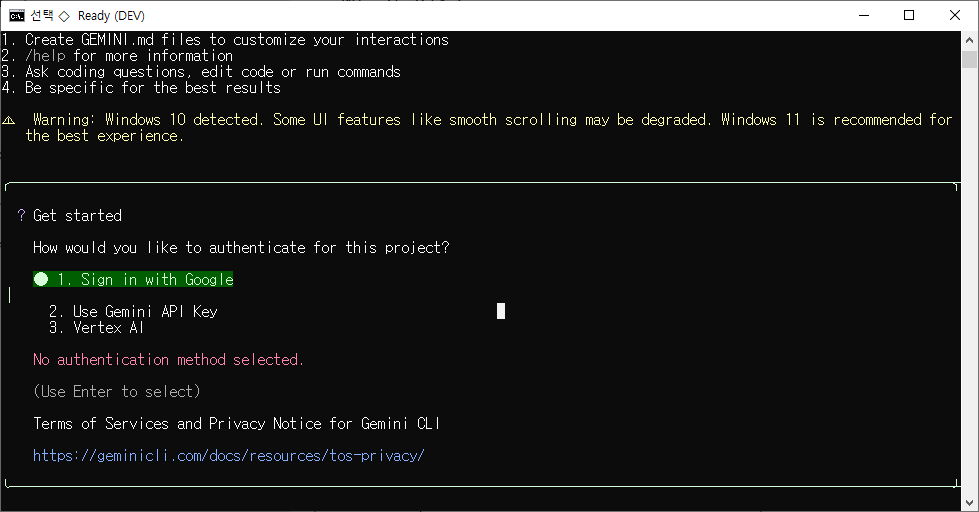 선택 ◇ Ready (DEV)
1. Create GEMINI.md files to customize your interactions
2. /help for more information
3. Ask coding questions, edit code or run commands
4. Be specific for the best results
⚠ Warning: Windows 10 detected. Some UI features like smooth scrolling may be degraded. Windows 11 is recommended for
the best experience.
? Get started
How would you like to authenticate for this project?
● 1. Sign in with Google
2. Use Gemini API Key
3. Vertex AI
No authentication method selected.
(Use Enter to select)
Terms of Services and Privacy Notice for Gemini CLI
https://geminicli.com/docs/resources/tos-privacy/